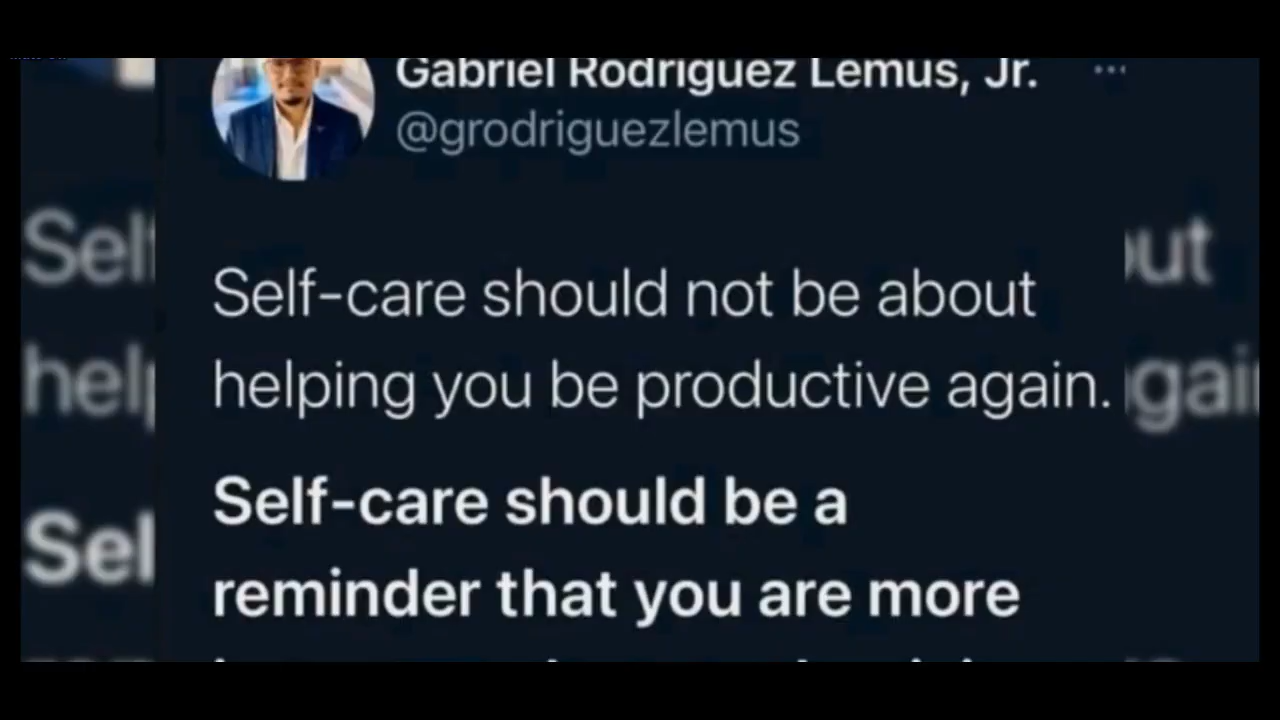 Gabriel Rodriguez Lemus, Jr.
@grodriguezlemus
Self-care should not be about
helping you be productive again.
Self-care should be a
reminder that you are more